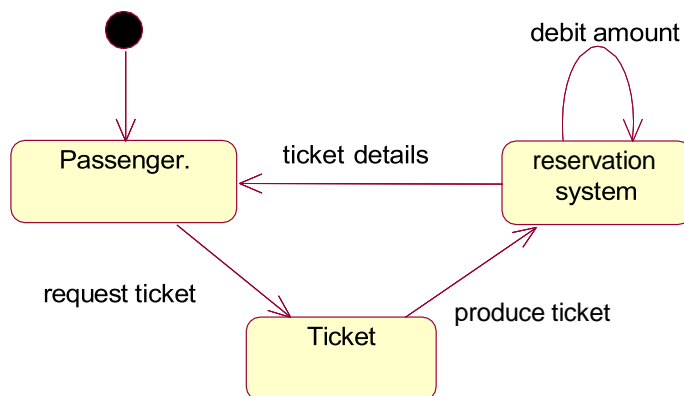 debit amount
Passenger.
ticket details
reservation
system
request ticket
produce ticket
Ticket